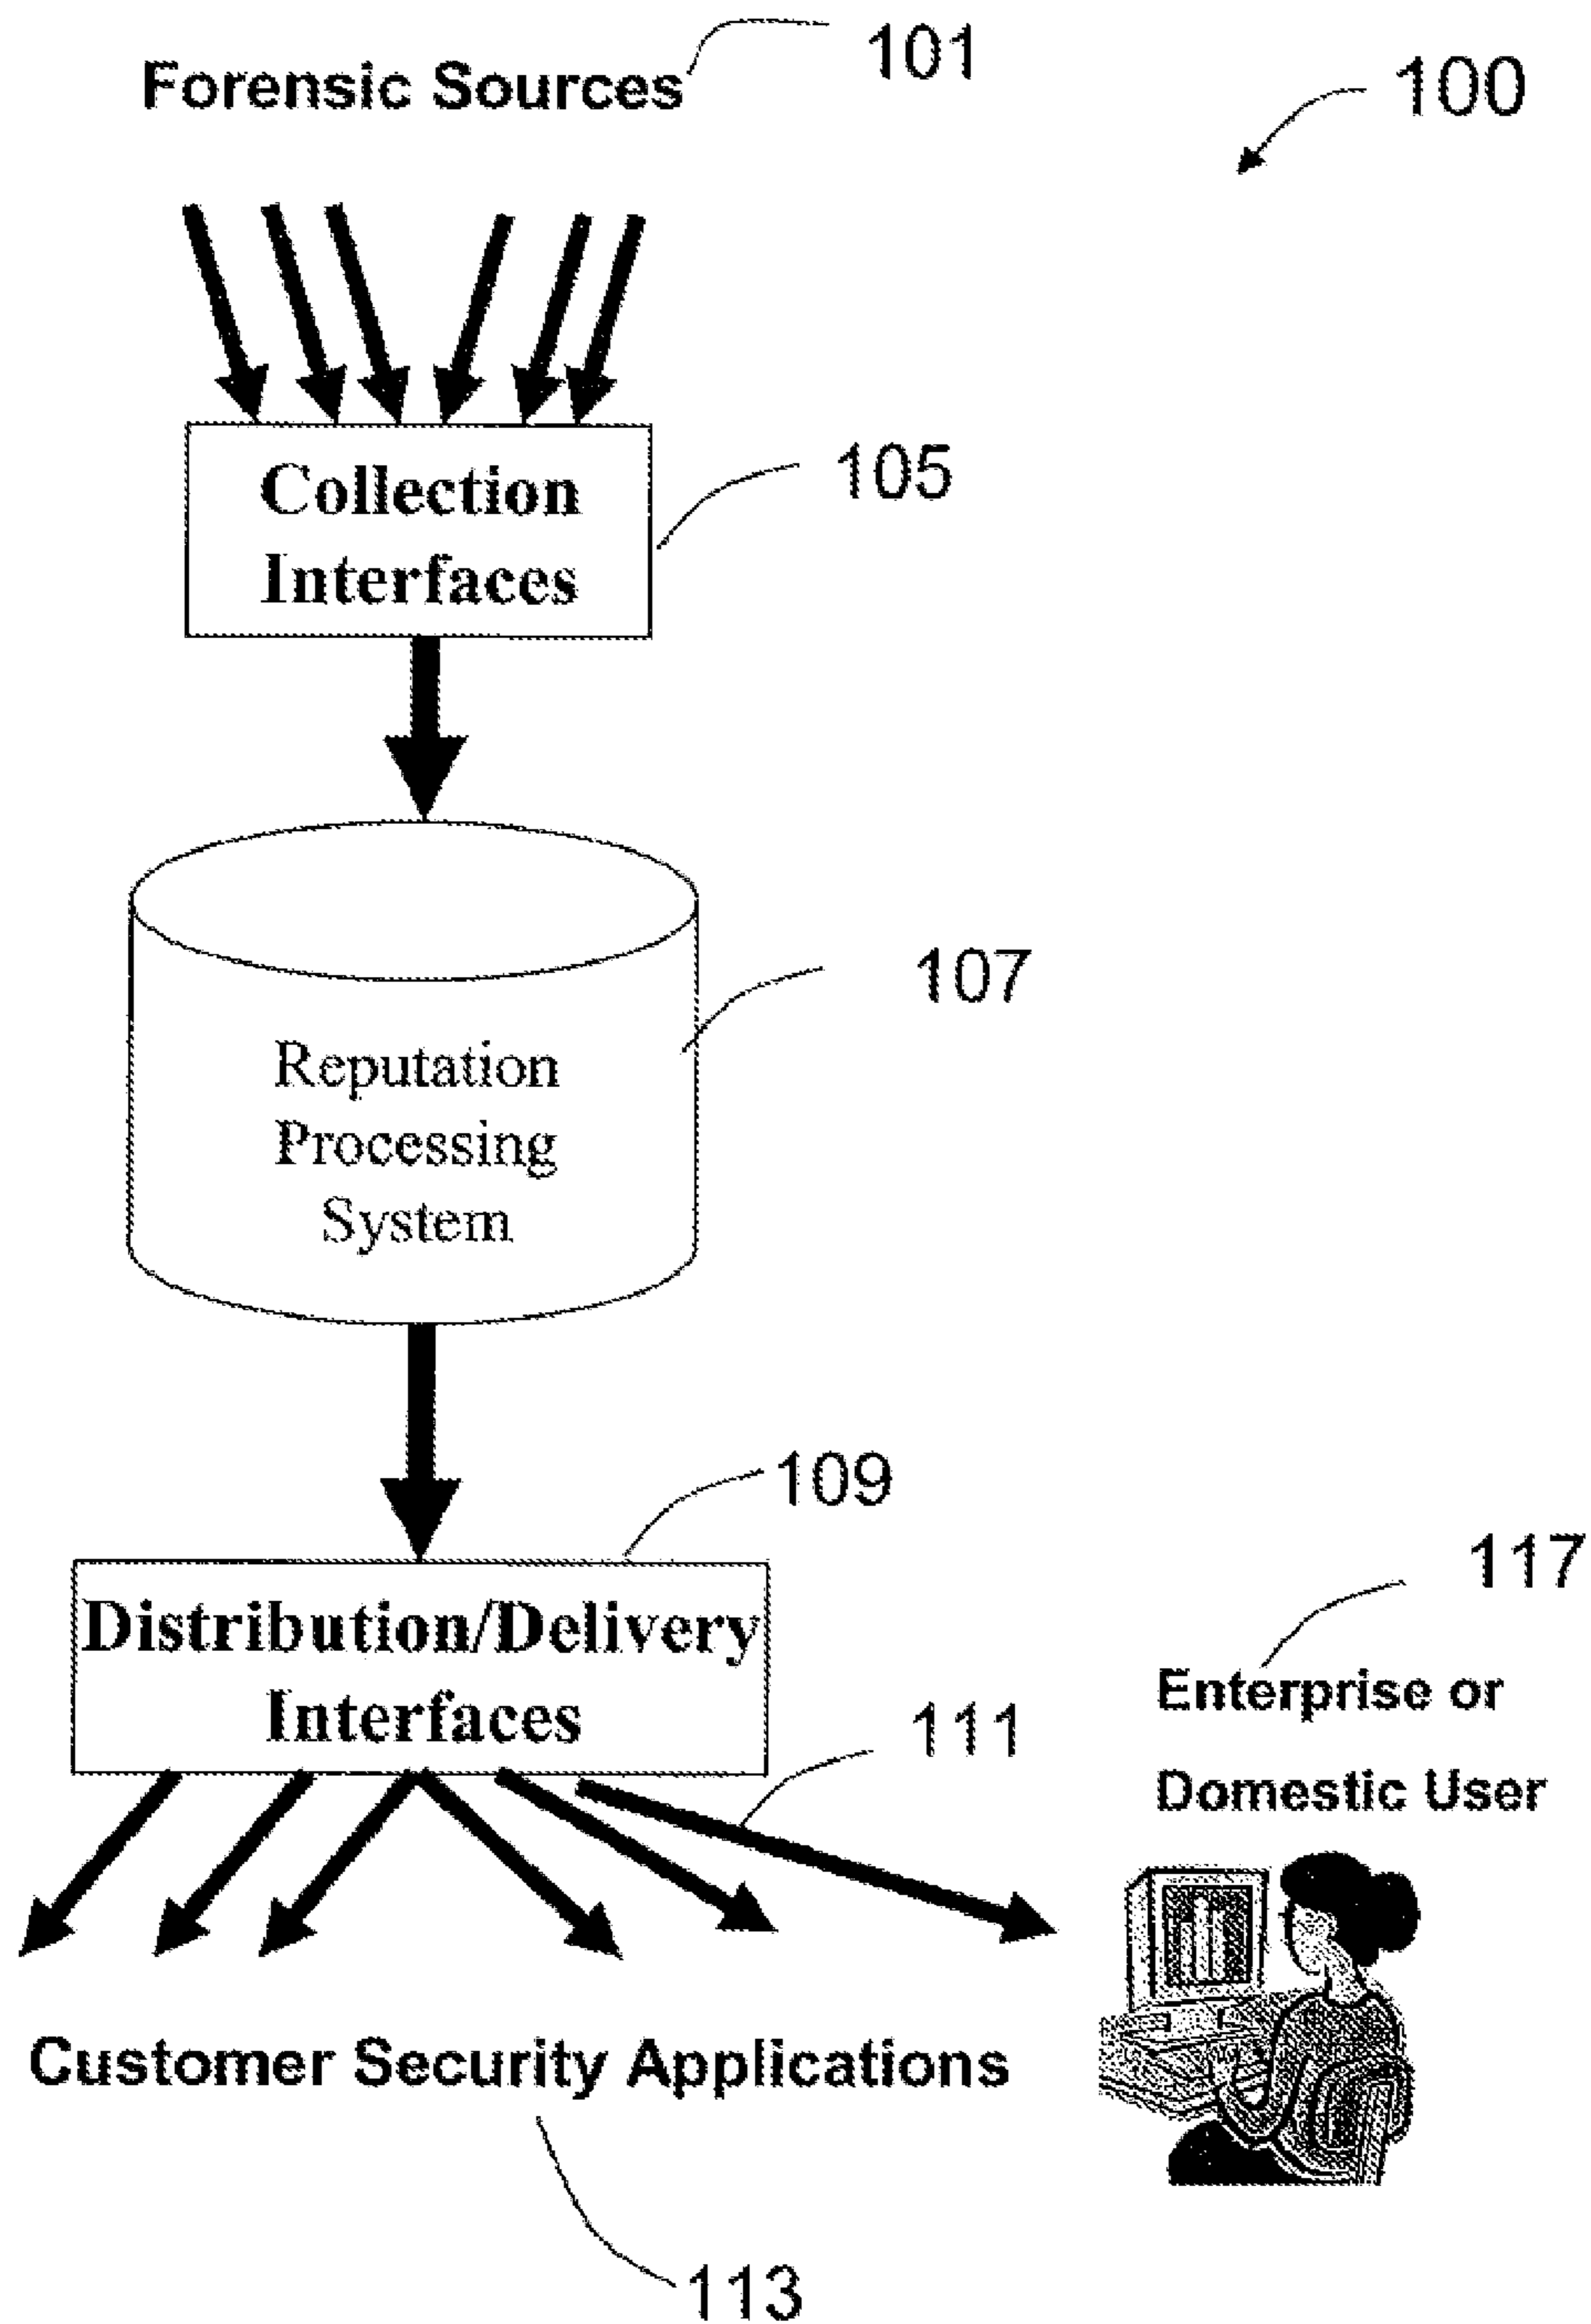 101
Forensic Sources
100
Collection
Interfaces
105
107
Reputation
Processing
System
109
Distribution/Delivery
Interfaces
111
117
Enterprise or
Domestic User
Customer Security Applications
113